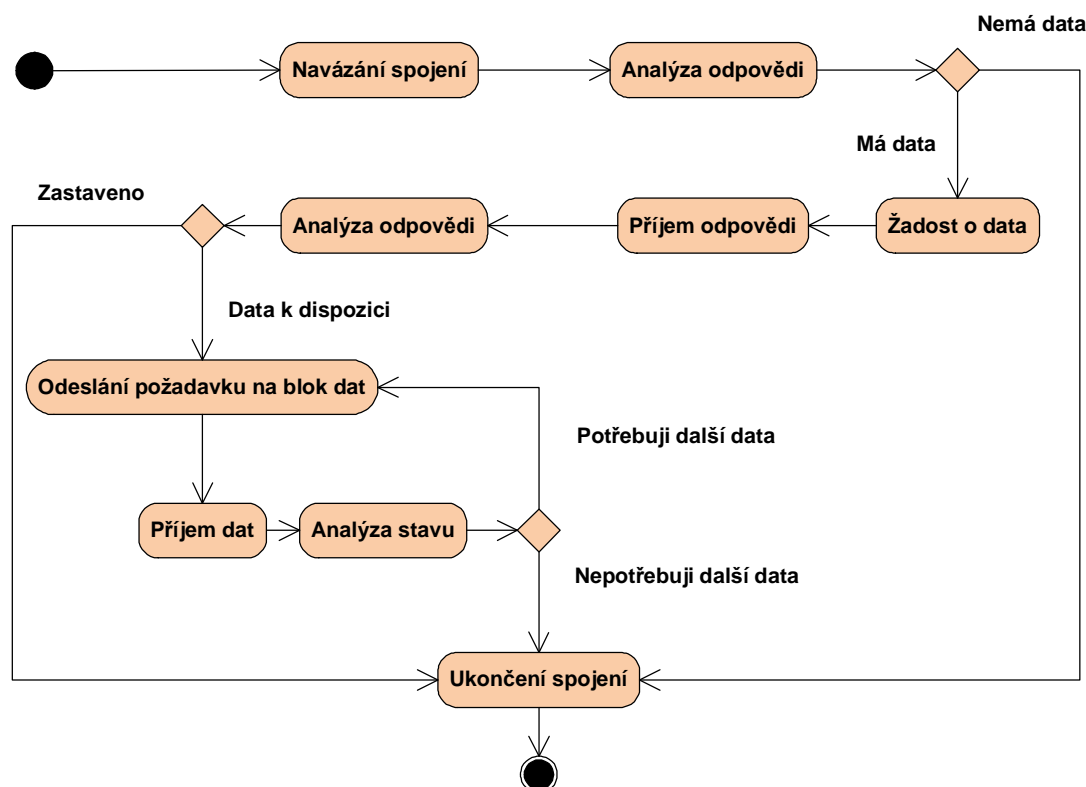 Nemá data
Navázání spojení
Analýza odpovědi
Má data
Zastaveno
Analýza odpovědi
Příjem odpovědi
Žadost o data
Data k dispozici
Odeslání požadavku na blok dat
Potřebuji další data
Příjem dat
Analýza stavu
Nepotřebuji další data
Ukončení spojení